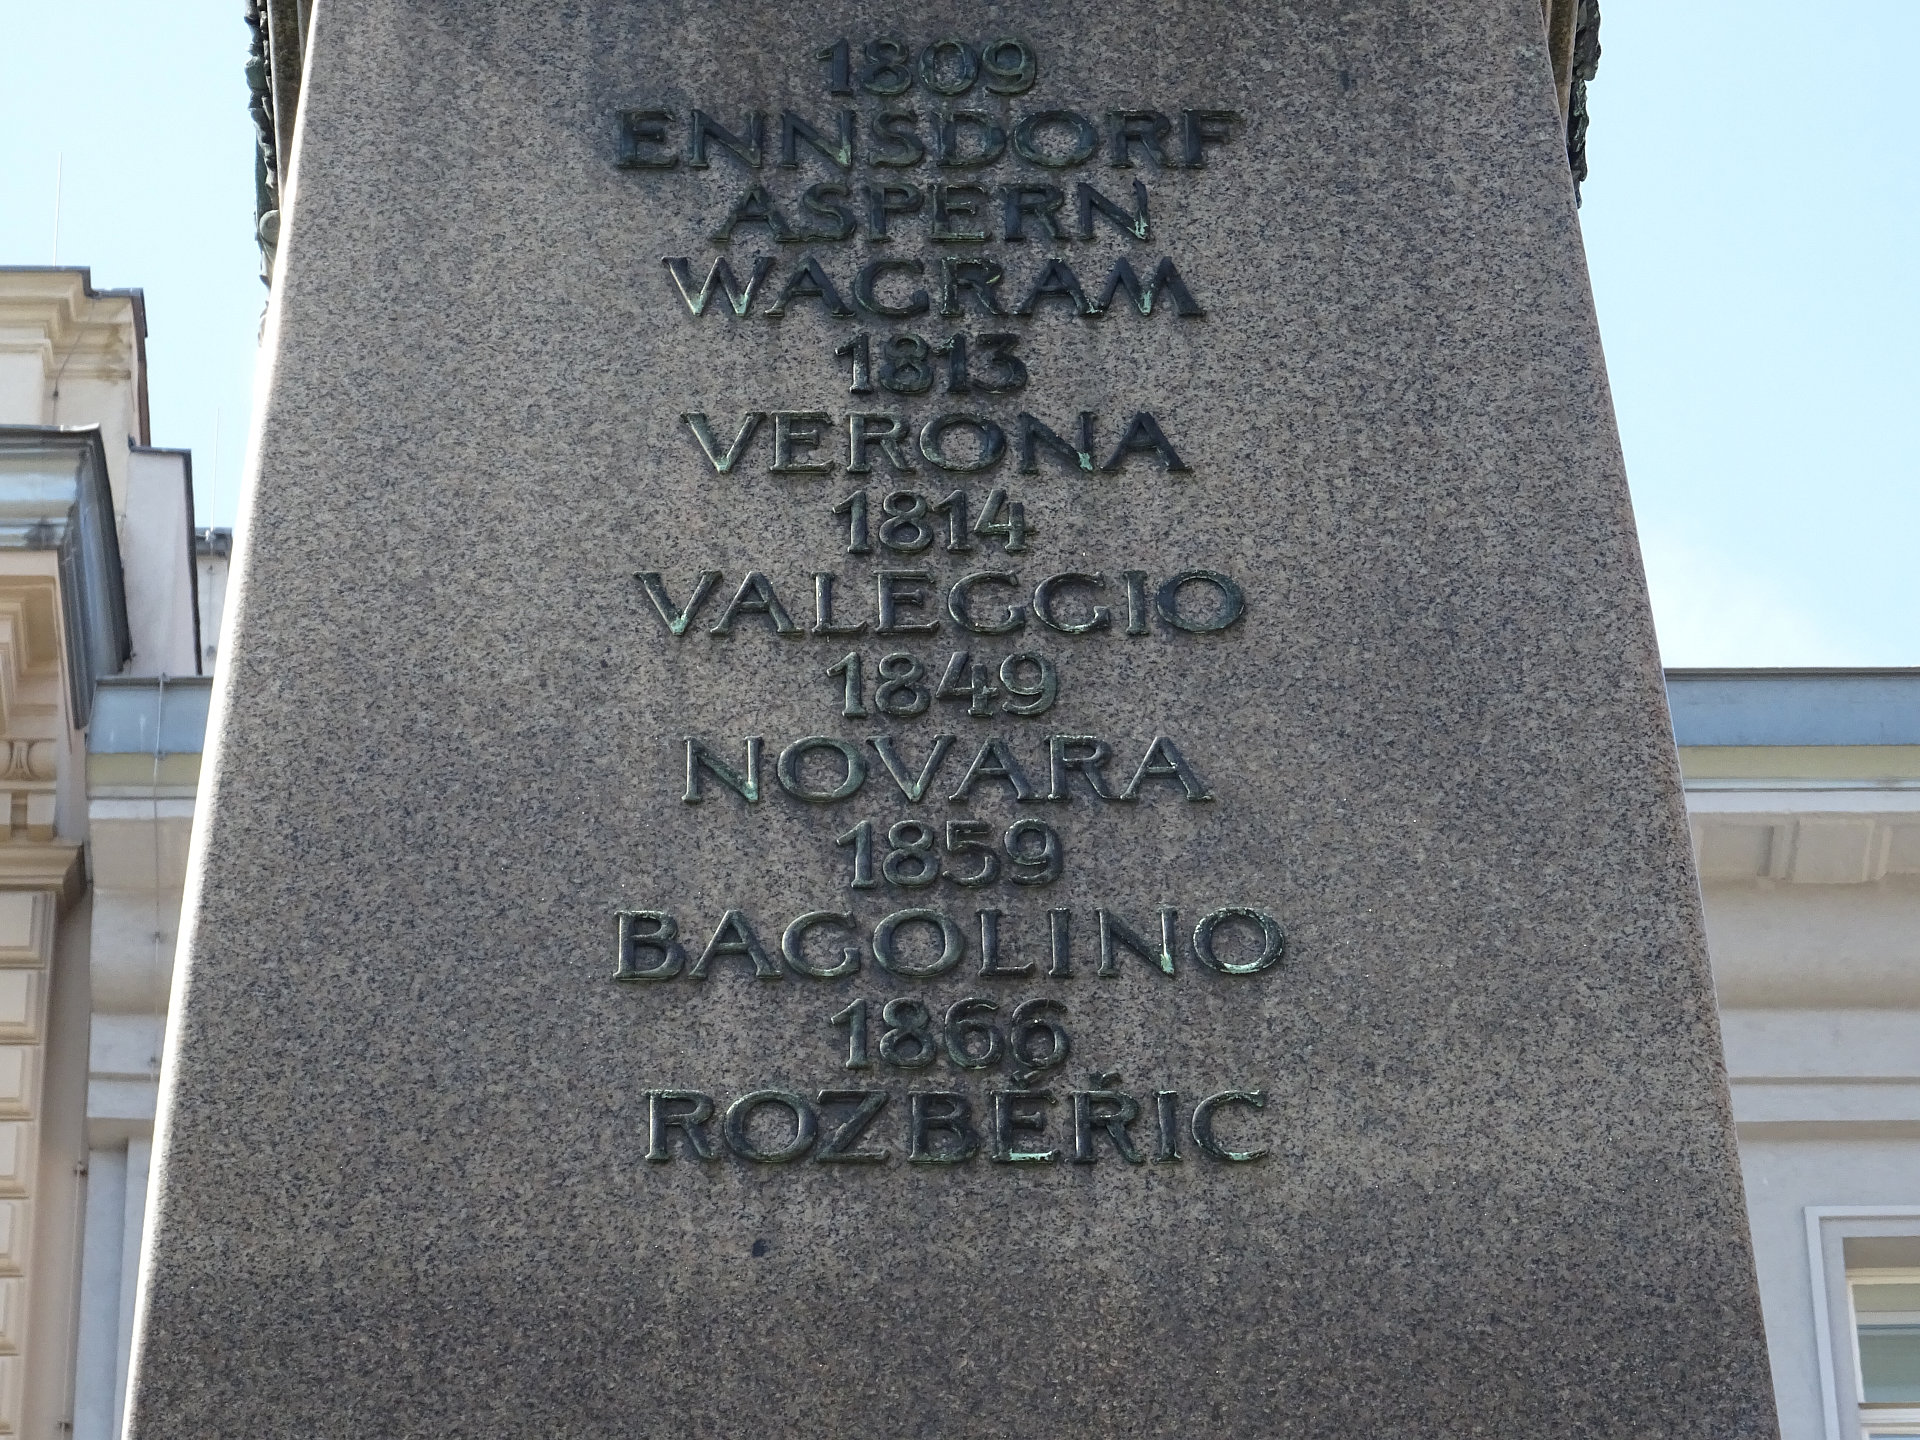 1809
ENNSDORF
ASPERN
WAGRAM
1813
VERONA
1814
VALEGGIO
1849
NOVARA
1859
BAGOLINO
1866
ROZBĚŘIC